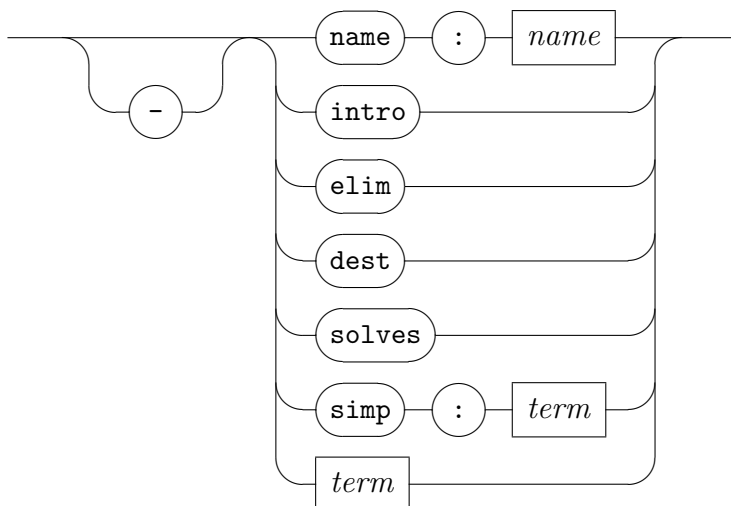 name : name
- intro
elim
dest
solves
simp : term
term